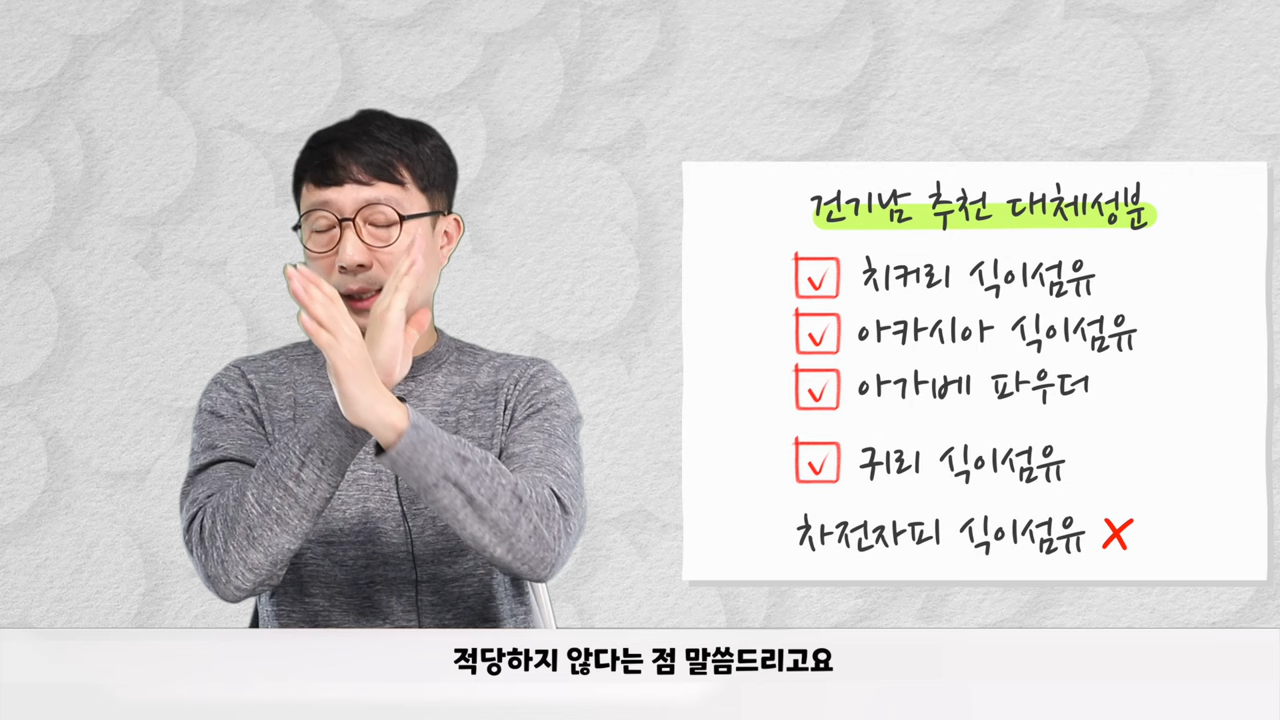 건기남 추천 대체성분
치커리 식이섬유
아카시아 식이섬유
아가베 파우더
귀리 식이섬유
차전자피 식이섬유 X
적당하지 않다는 점 말씀드리고요